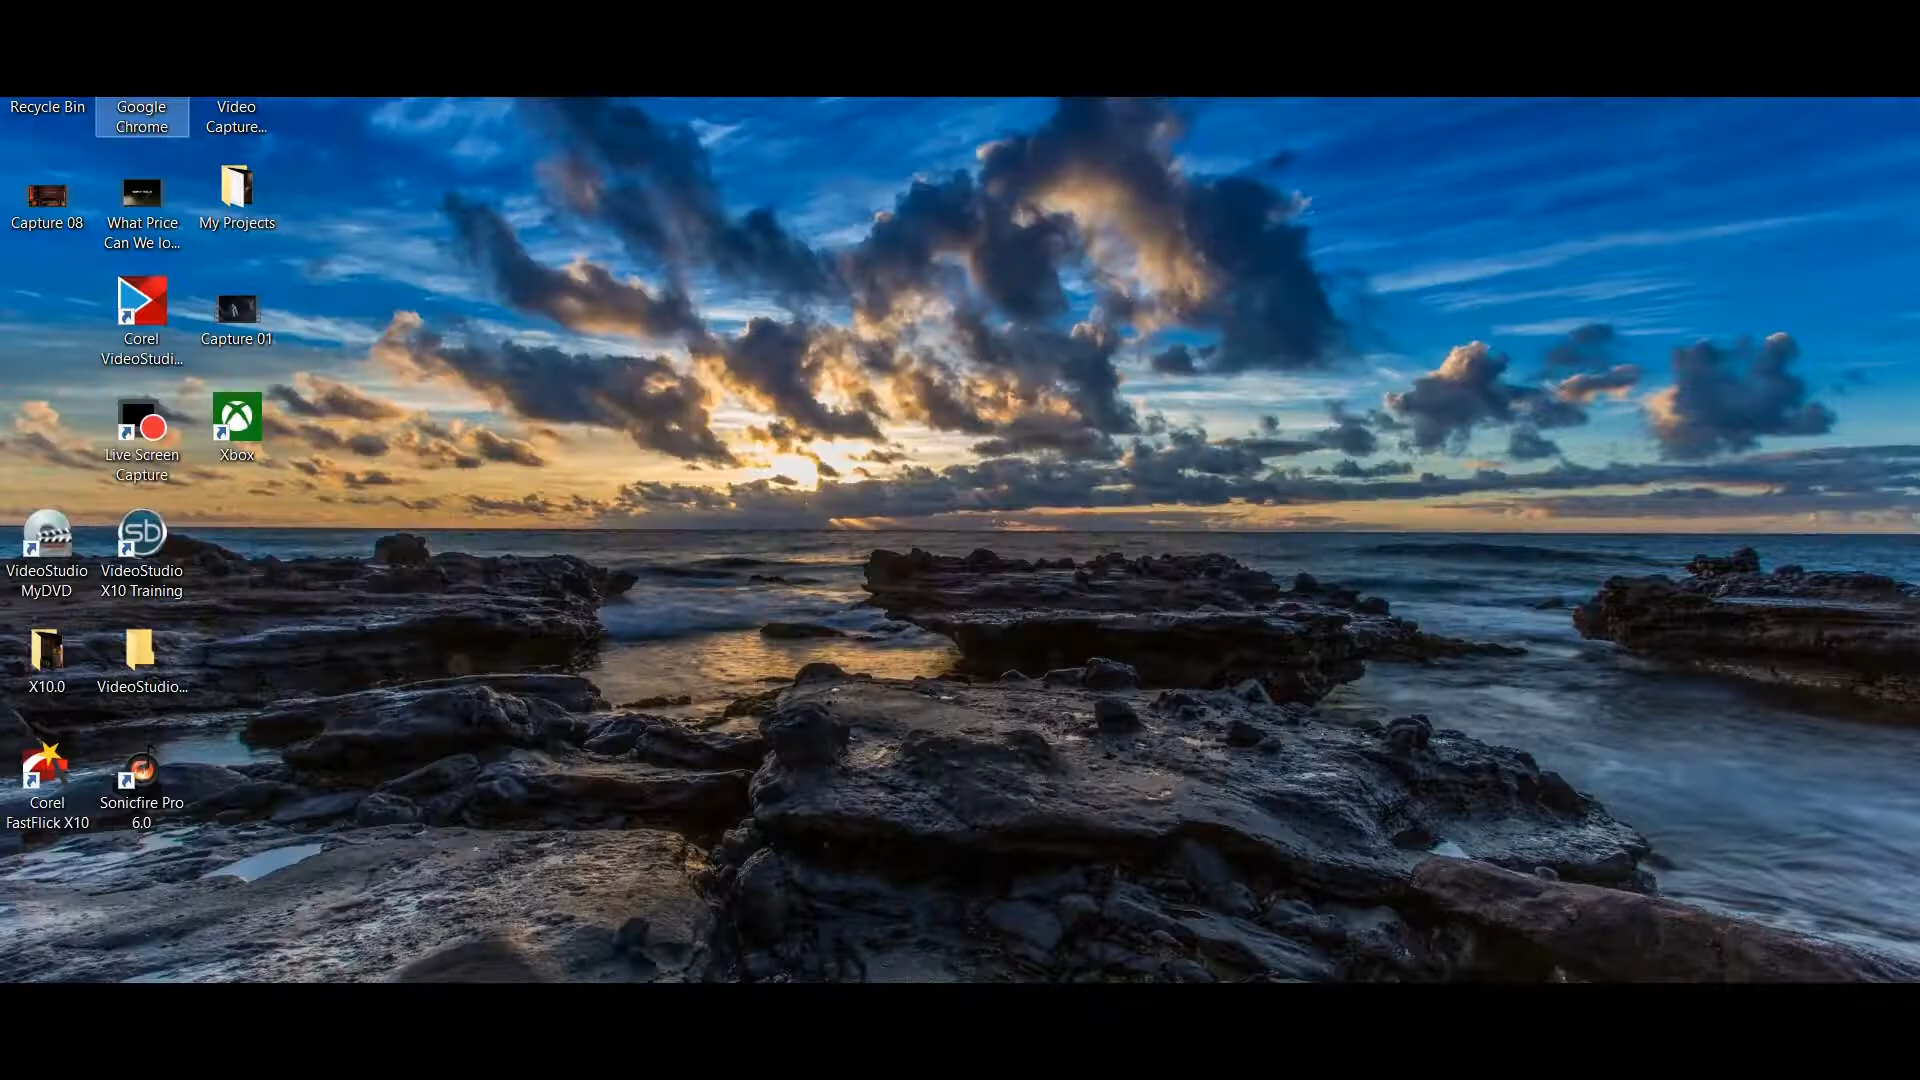 Recycle Bin
Google
Chrome
Video
Capture...
Capture 08
What Price
Can We lo...
My Projects
Corel
VideoStudi...
Capture 01
Live Screen
Capture
Xbox
VideoStudio
MyDVD
sb
VideoStudio
X10 Training
X10.0
VideoStudio...
Corel
FastFlick X10
Sonicfire Pro
6.0